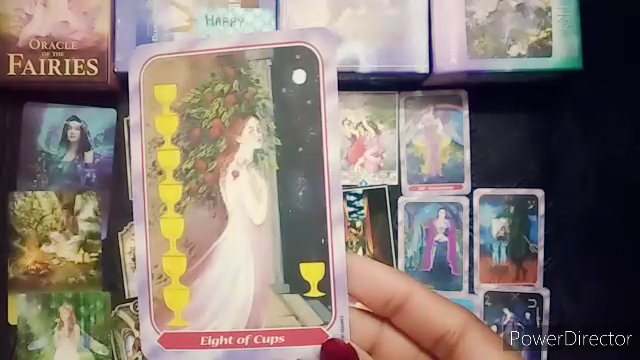 HAPPY
ORACLE
OF THE
FAIRIES
Eight of Cups
PowerDirector